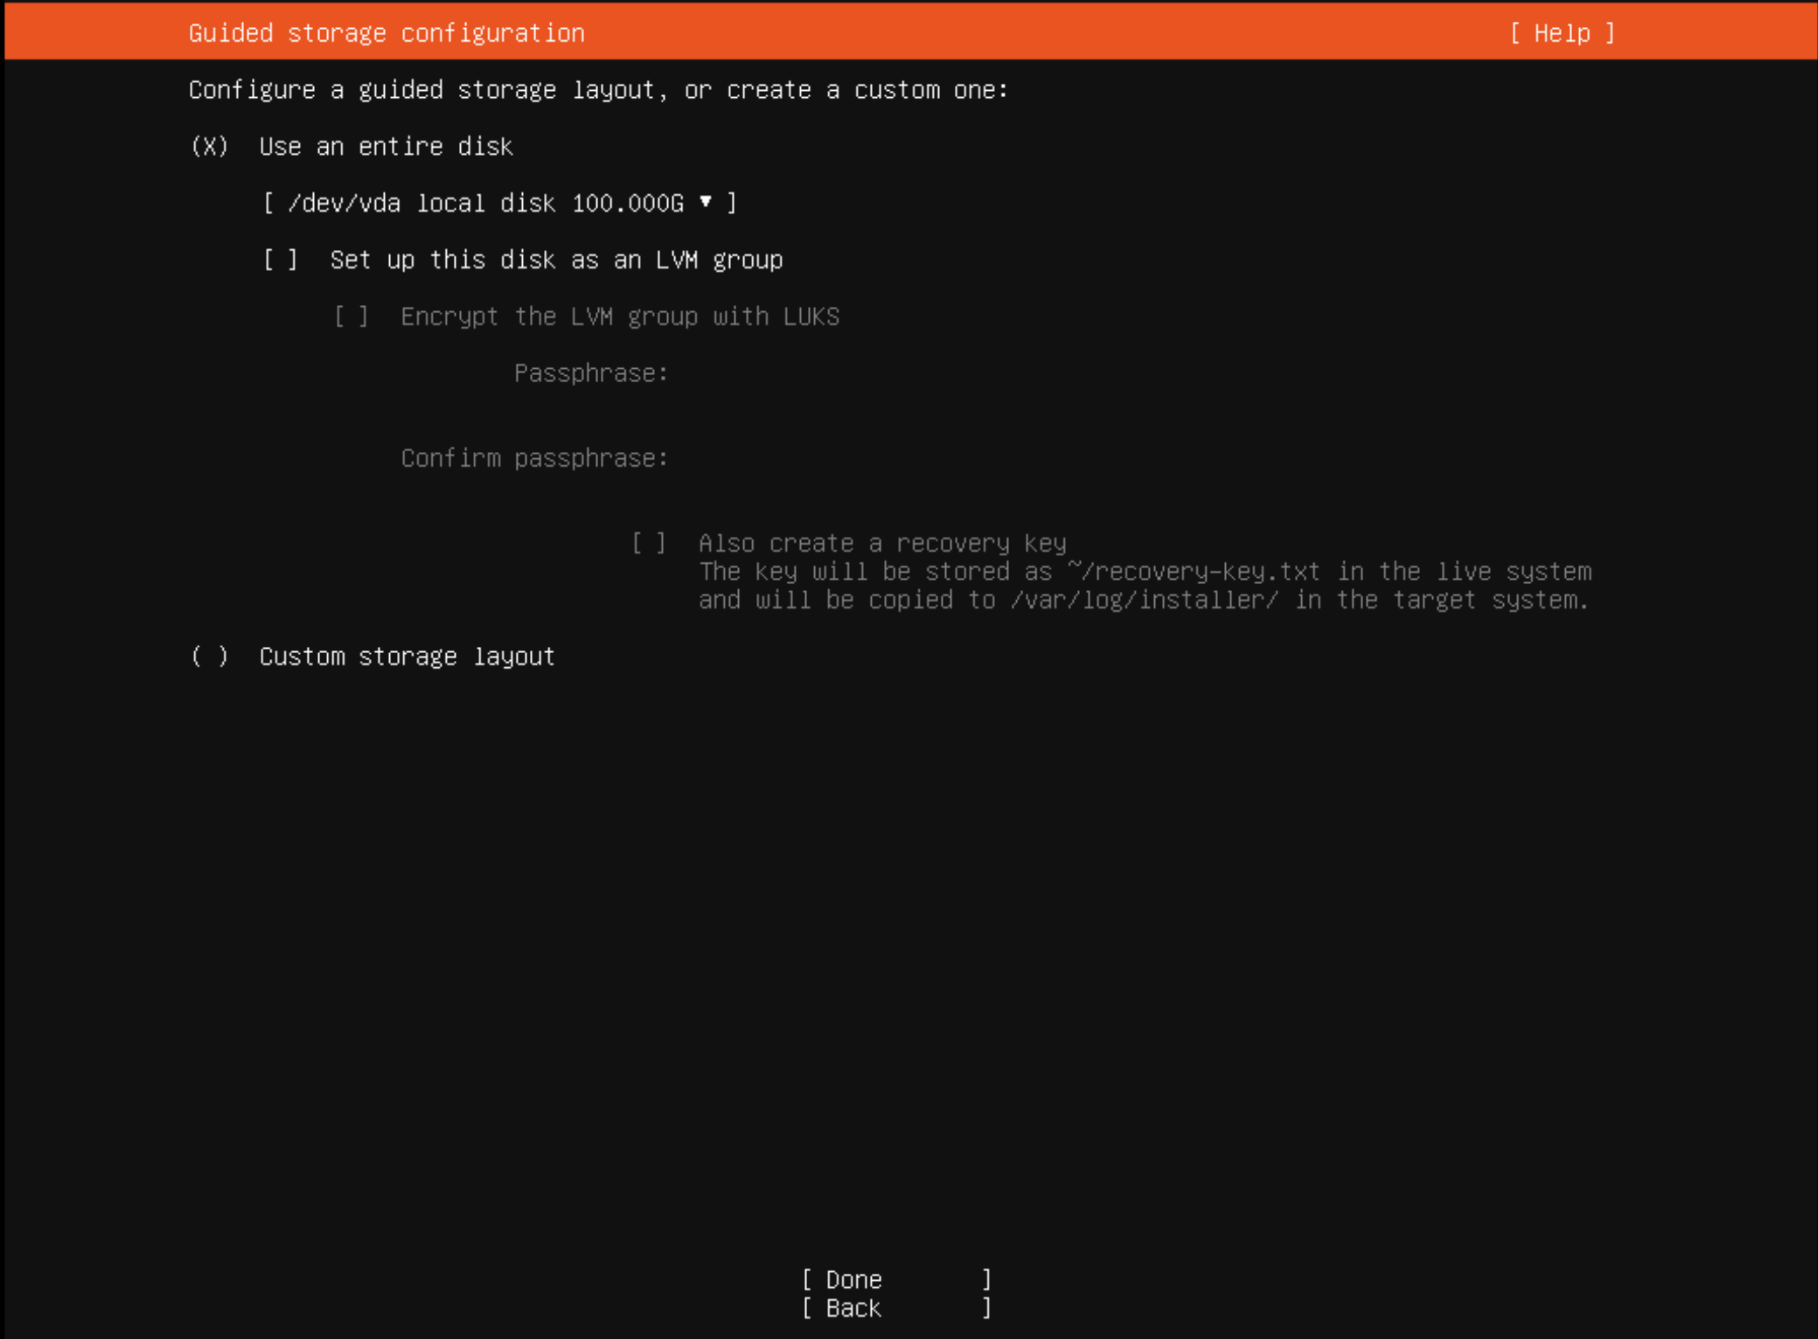 Guided storage configuration [ Help ]
Configure a guided storage layout, or create a custom one:
(X) Use an entire disk
[ /dev/vda local disk 100.000G ▾ ]
[ ] Set up this disk as an LVM group
[ ] Encrypt the LVM group with LUKS
Passphrase:
Confirm passphrase:
[ ] Also create a recovery key
The key will be stored as ~/recovery-key.txt in the live system
and will be copied to /var/log/installer/ in the target system.
( ) Custom storage layout
[ Done ]
[ Back ]